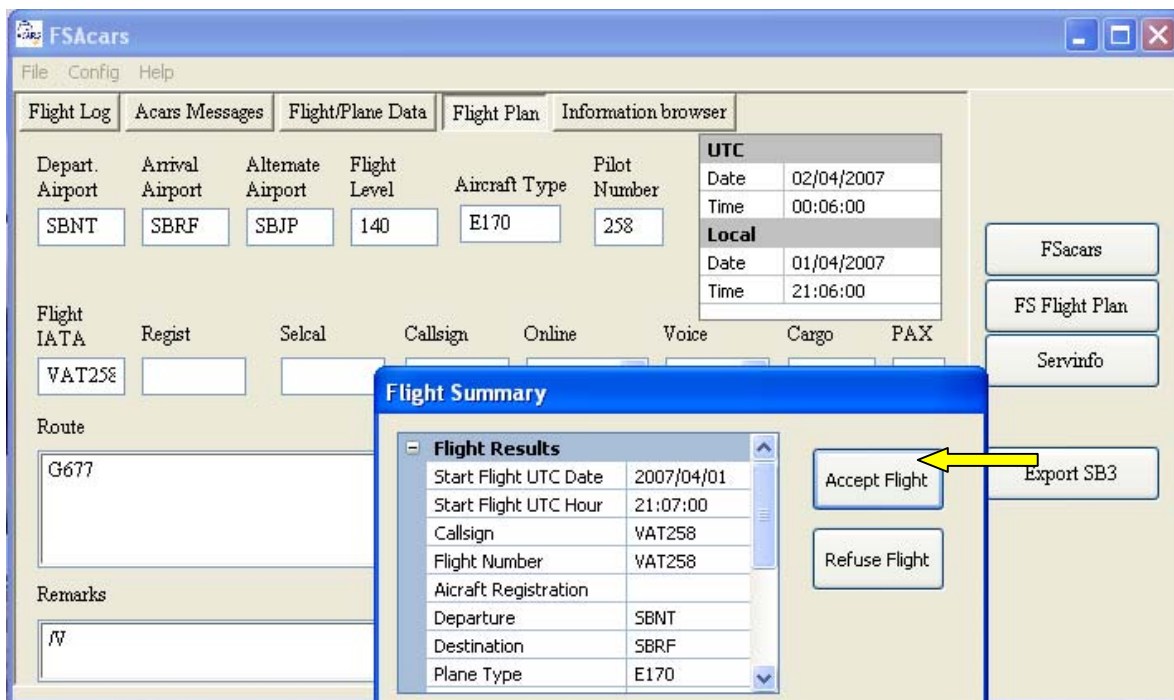 FSAcars
File Config Help
Flight Log Acars Messages Flight/Plane Data Flight Plan Information browser
Depart. Airport
Arrival Airport
Alternate Airport
Flight Level
Aircraft Type
Pilot Number
SBNT SBRF SBJP 140 E170 258
UTC
Date 02/04/2007
Time 00:06:00
Local
Date 01/04/2007
Time 21:06:00
FSacars
FS Flight Plan
Servinfo
Export SB3
Flight IATA
Regist Selcal Callsign Online Voice Cargo PAX
VAT258
Route
G677
Remarks
/V
Flight Summary
Flight Results
Start Flight UTC Date 2007/04/01
Start Flight UTC Hour 21:07:00
Callsign VAT258
Flight Number VAT258
Aicraft Registration
Departure SBNT
Destination SBRF
Plane Type E170
Accept Flight
Refuse Flight